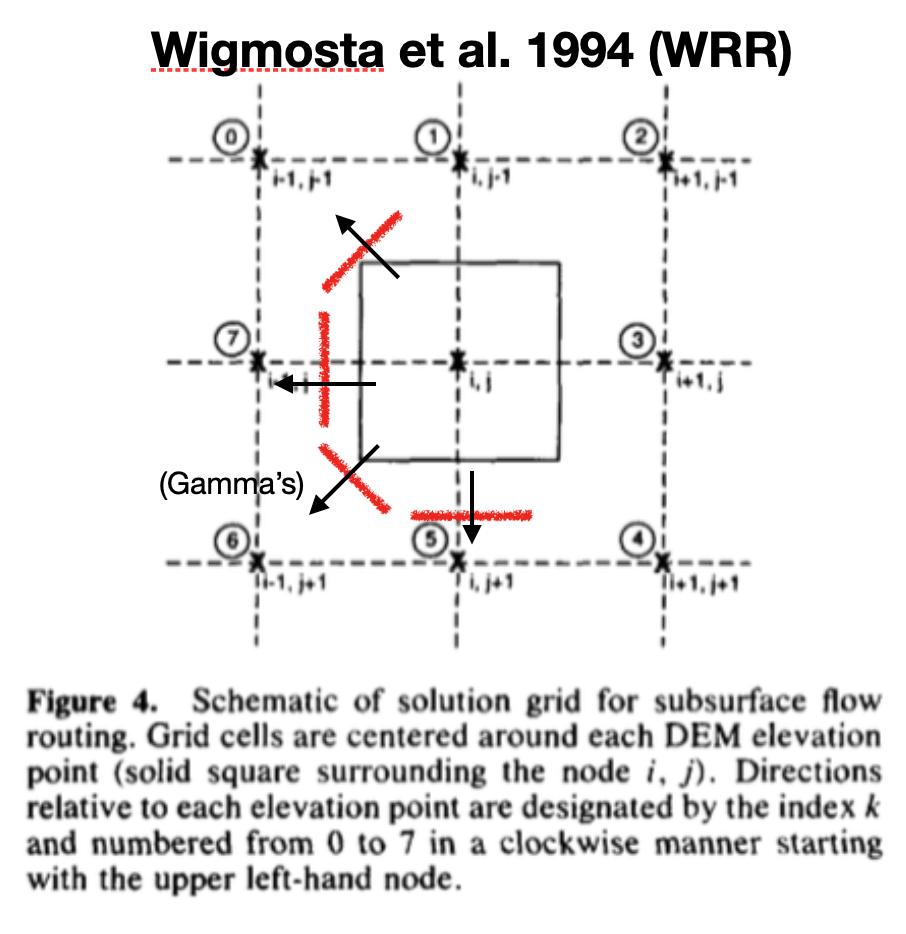 Wigmosta et al. 1994 (WRR)
0 1 2
i-1, j-1 i, j-1 i+1, j-1
7 3
i, j i+1, j
(Gamma's)
6 5 4
i-1, j+1 i, j+1 i+1, j+1
Figure 4. Schematic of solution grid for subsurface flow
routing. Grid cells are centered around each DEM elevation
point (solid square surrounding the node i, j). Directions
relative to each elevation point are designated by the index k
and numbered from 0 to 7 in a clockwise manner starting
with the upper left-hand node.